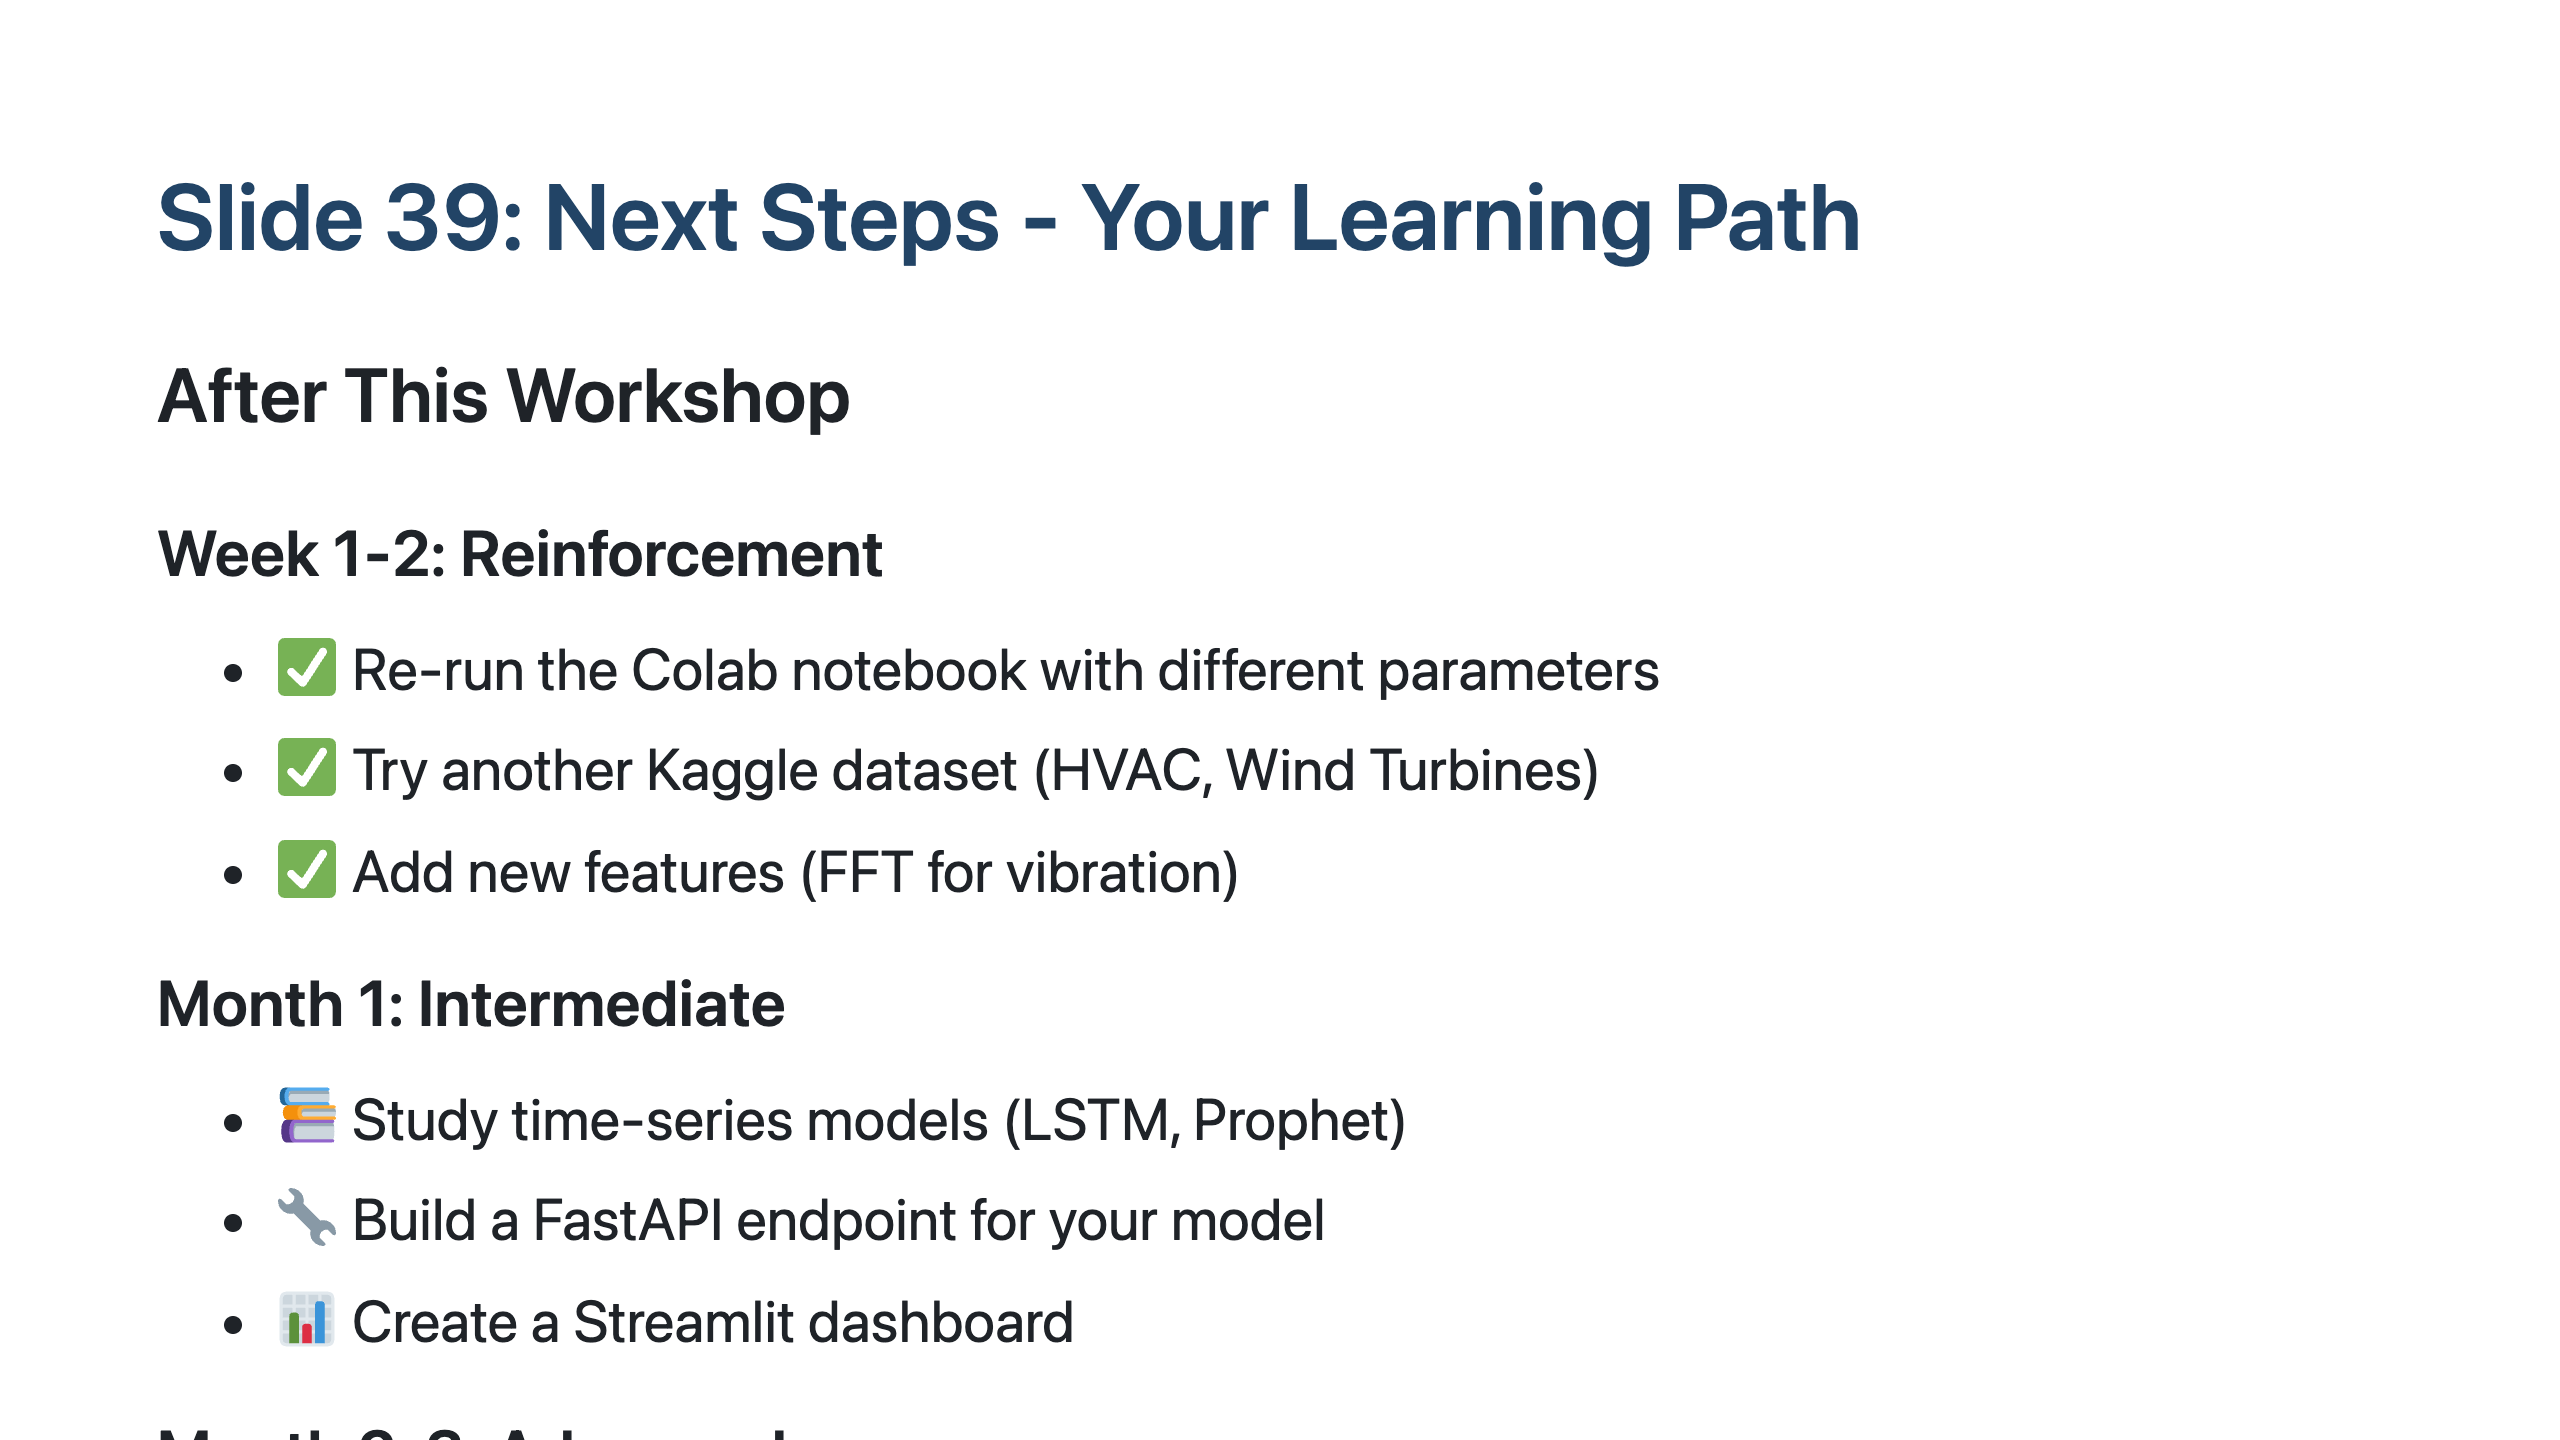 Slide 39: Next Steps - Your Learning Path
After This Workshop
Week 1-2: Reinforcement
• ✅ Re-run the Colab notebook with different parameters
• ✅ Try another Kaggle dataset (HVAC, Wind Turbines)
• ✅ Add new features (FFT for vibration)
Month 1: Intermediate
• 📚 Study time-series models (LSTM, Prophet)
• 🔧 Build a FastAPI endpoint for your model
• 📊 Create a Streamlit dashboard